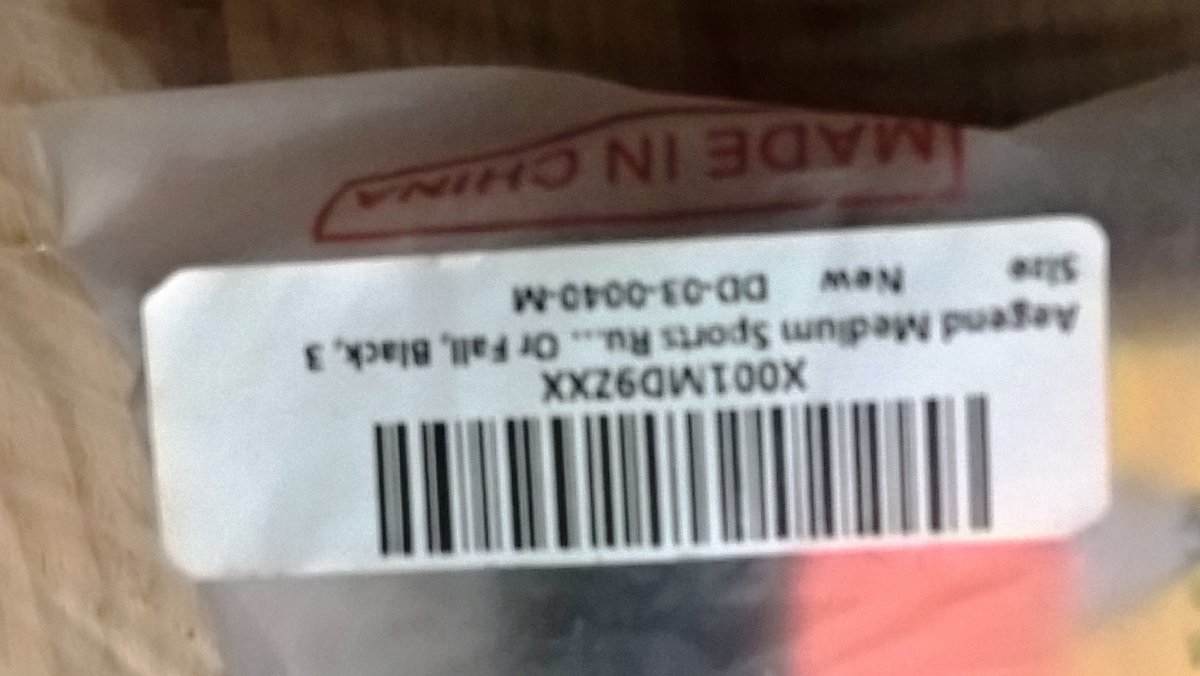 X001MD9ZXX
Aegend Medium Sports Ru... Or Fall, Black, 3
Size New DD-03-0040-M
MADE IN CHINA